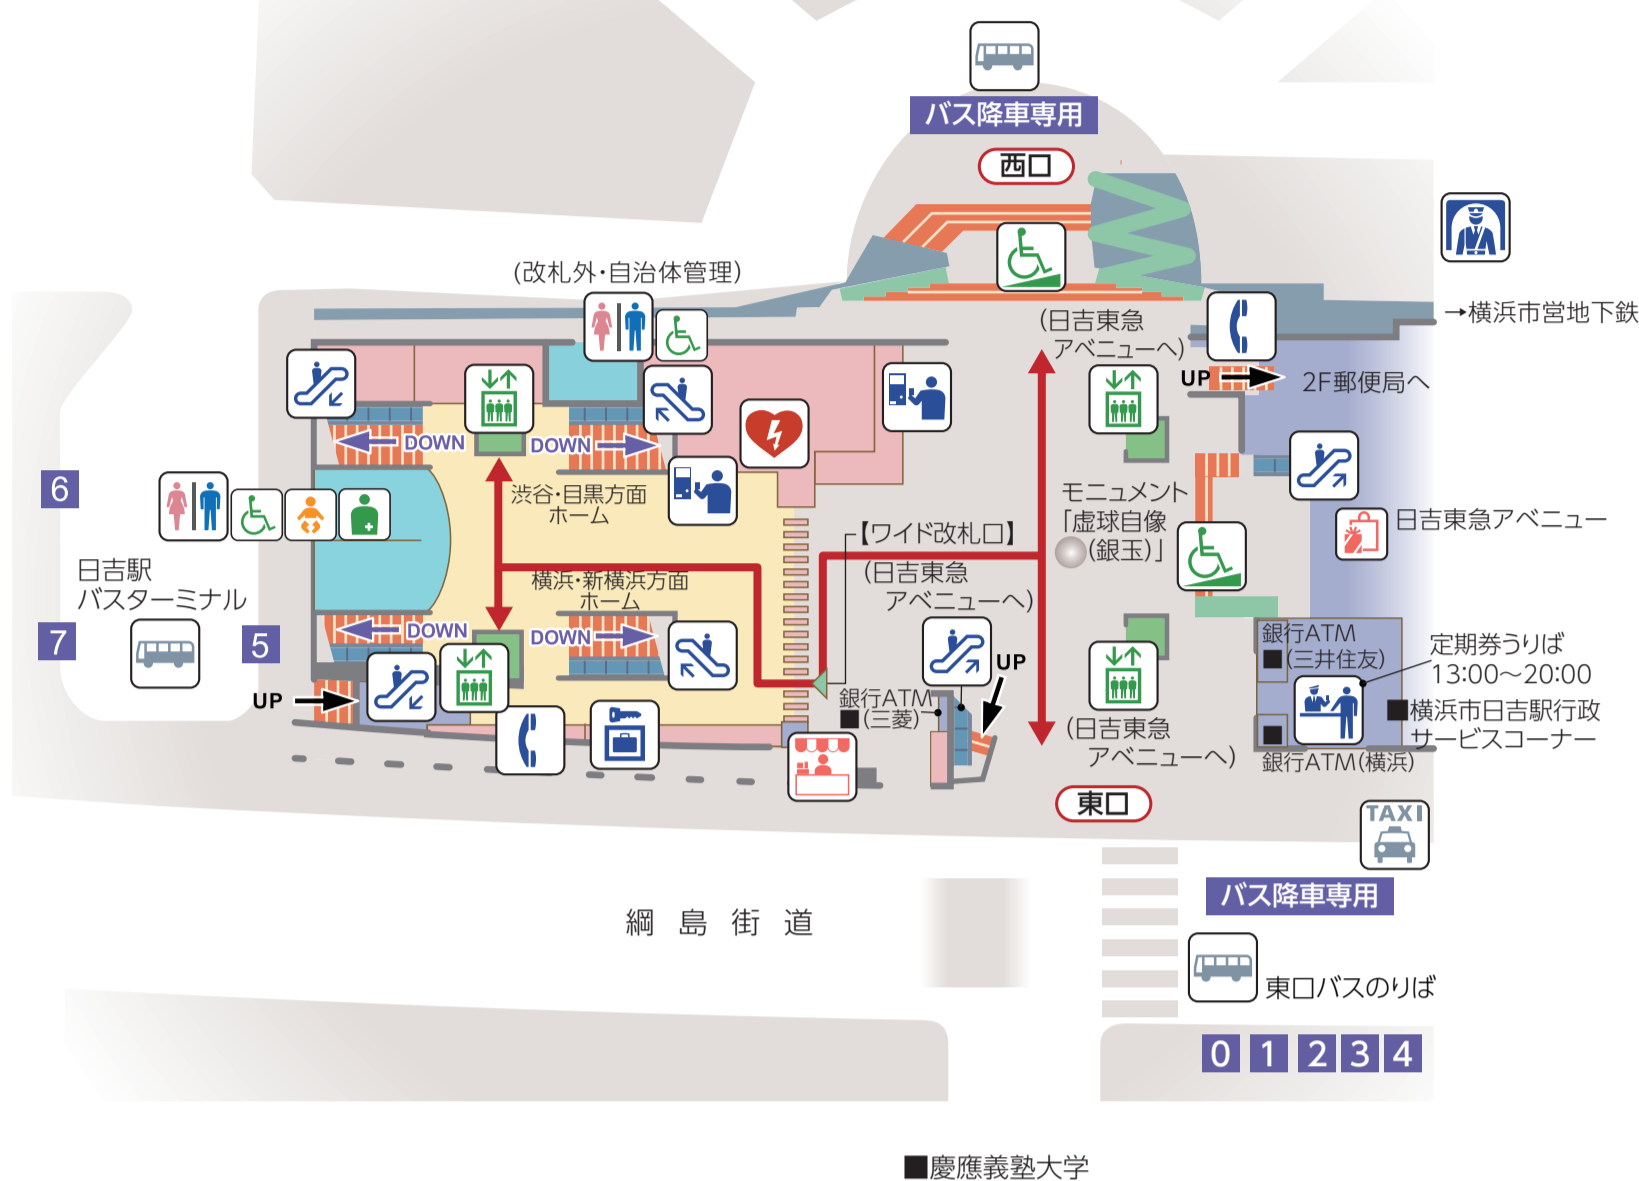 バス降車専用
西口
(改札外・自治体管理)
→横浜市営地下鉄
(日吉東急
アベニューへ)
UP
2F郵便局へ
DOWN
DOWN
渋谷・目黒方面
ホーム
モニュメント
「虚球自像
(銀玉)」
日吉東急アベニュー
6
【ワイド改札口】
(日吉東急
アベニューへ)
日吉駅
バスターミナル
横浜・新横浜方面
ホーム
7
5
DOWN
DOWN
UP
UP
銀行ATM
■(三菱)
銀行ATM
■(三井住友)
定期券うりば
13:00〜20:00
■横浜市日吉駅行政
サービスコーナー
(日吉東急
アベニューへ)
■
銀行ATM(横浜)
東口
TAXI
バス降車専用
綱島街道
東口バスのりば
0 1 2 3 4
■慶應義塾大学